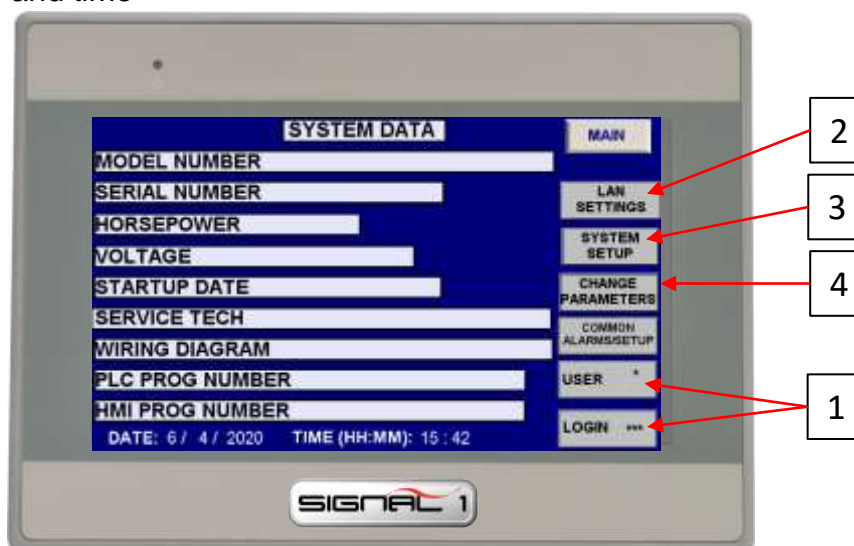 and time
SYSTEM DATA
MAIN
MODEL NUMBER
SERIAL NUMBER
HORSEPOWER
VOLTAGE
STARTUP DATE
SERVICE TECH
WIRING DIAGRAM
PLC PROG NUMBER
HMI PROG NUMBER
DATE: 6 / 4 / 2020 TIME (HH:MM): 15 : 42
LAN
SETTINGS
SYSTEM
SETUP
CHANGE
PARAMETERS
COMMON
ALARMS/SETUP
USER *
LOGIN ***
SIGNAL 1
2
3
4
1